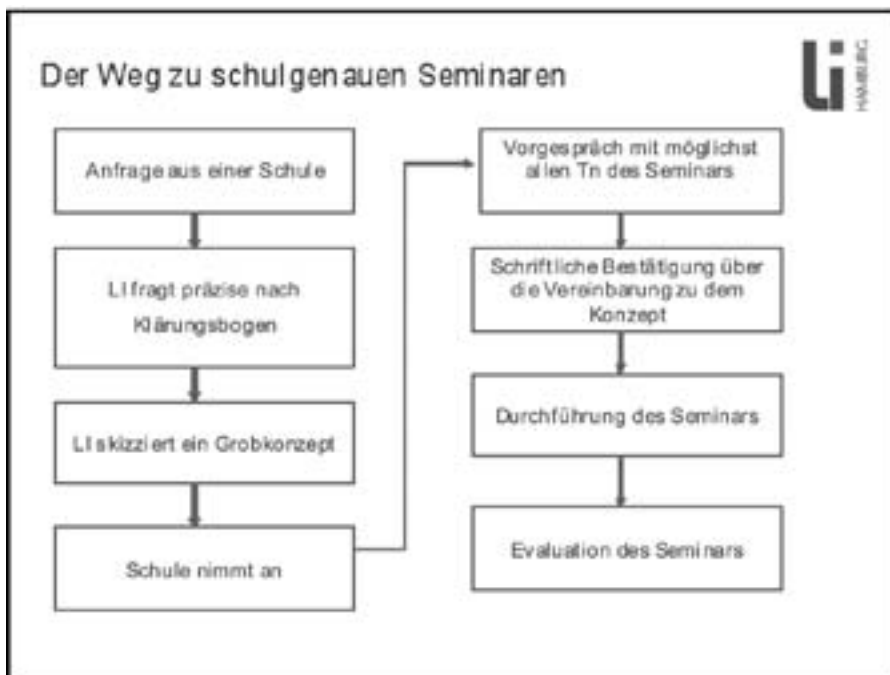 Der Weg zu schulgenauen Seminaren
Li
HAMBURG
Anfrage aus einer Schule
LI fragt präzise nach
Klärungsbogen
LI skizziert ein Grobkonzept
Schule nimmt an
Vorgespräch mit möglichst
allen Tn des Seminars
Schriftliche Bestätigung über
die Vereinbarung zu dem
Konzept
Durchführung des Seminars
Evaluation des Seminars